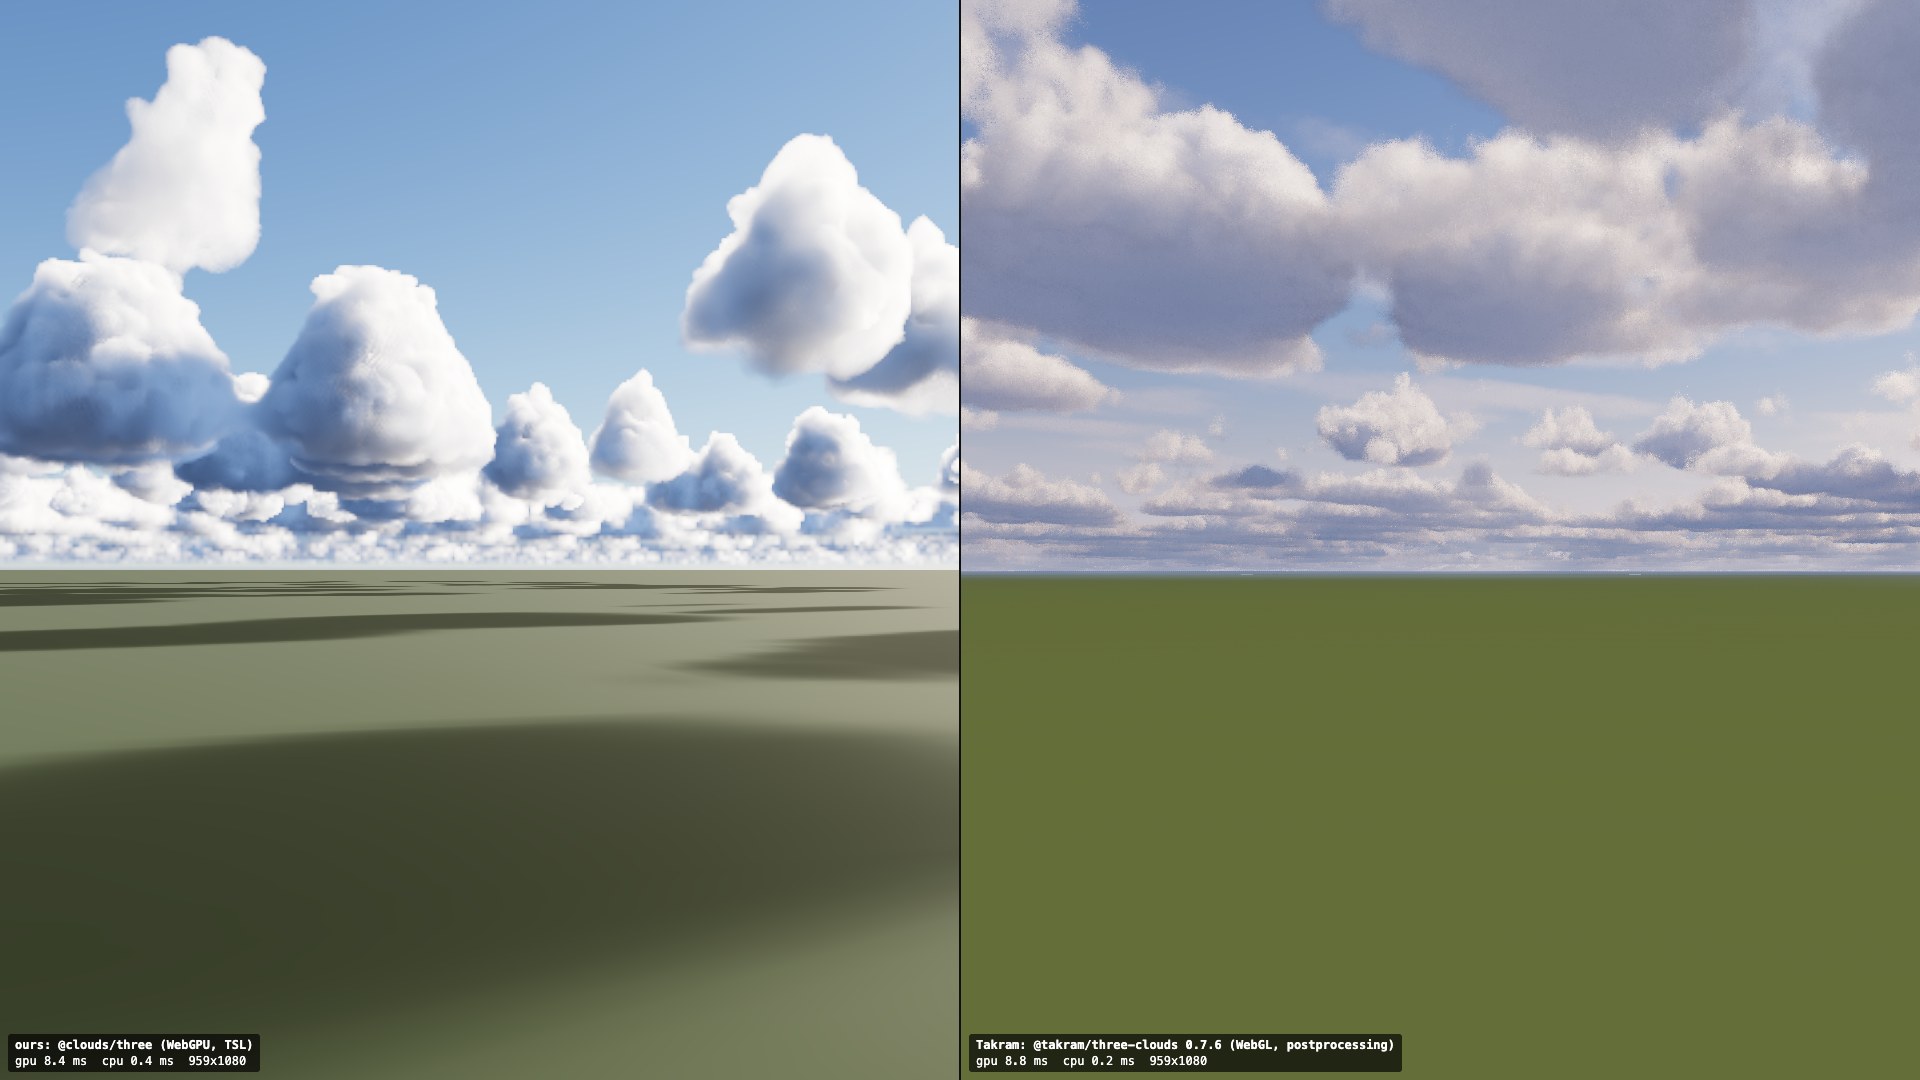 ours: @clouds/three (WebGPU, TSL)
gpu 8.4 ms  cpu 0.4 ms  959x1080
Takram: @takram/three-clouds 0.7.6 (WebGL, postprocessing)
gpu 8.8 ms  cpu 0.2 ms  959x1080